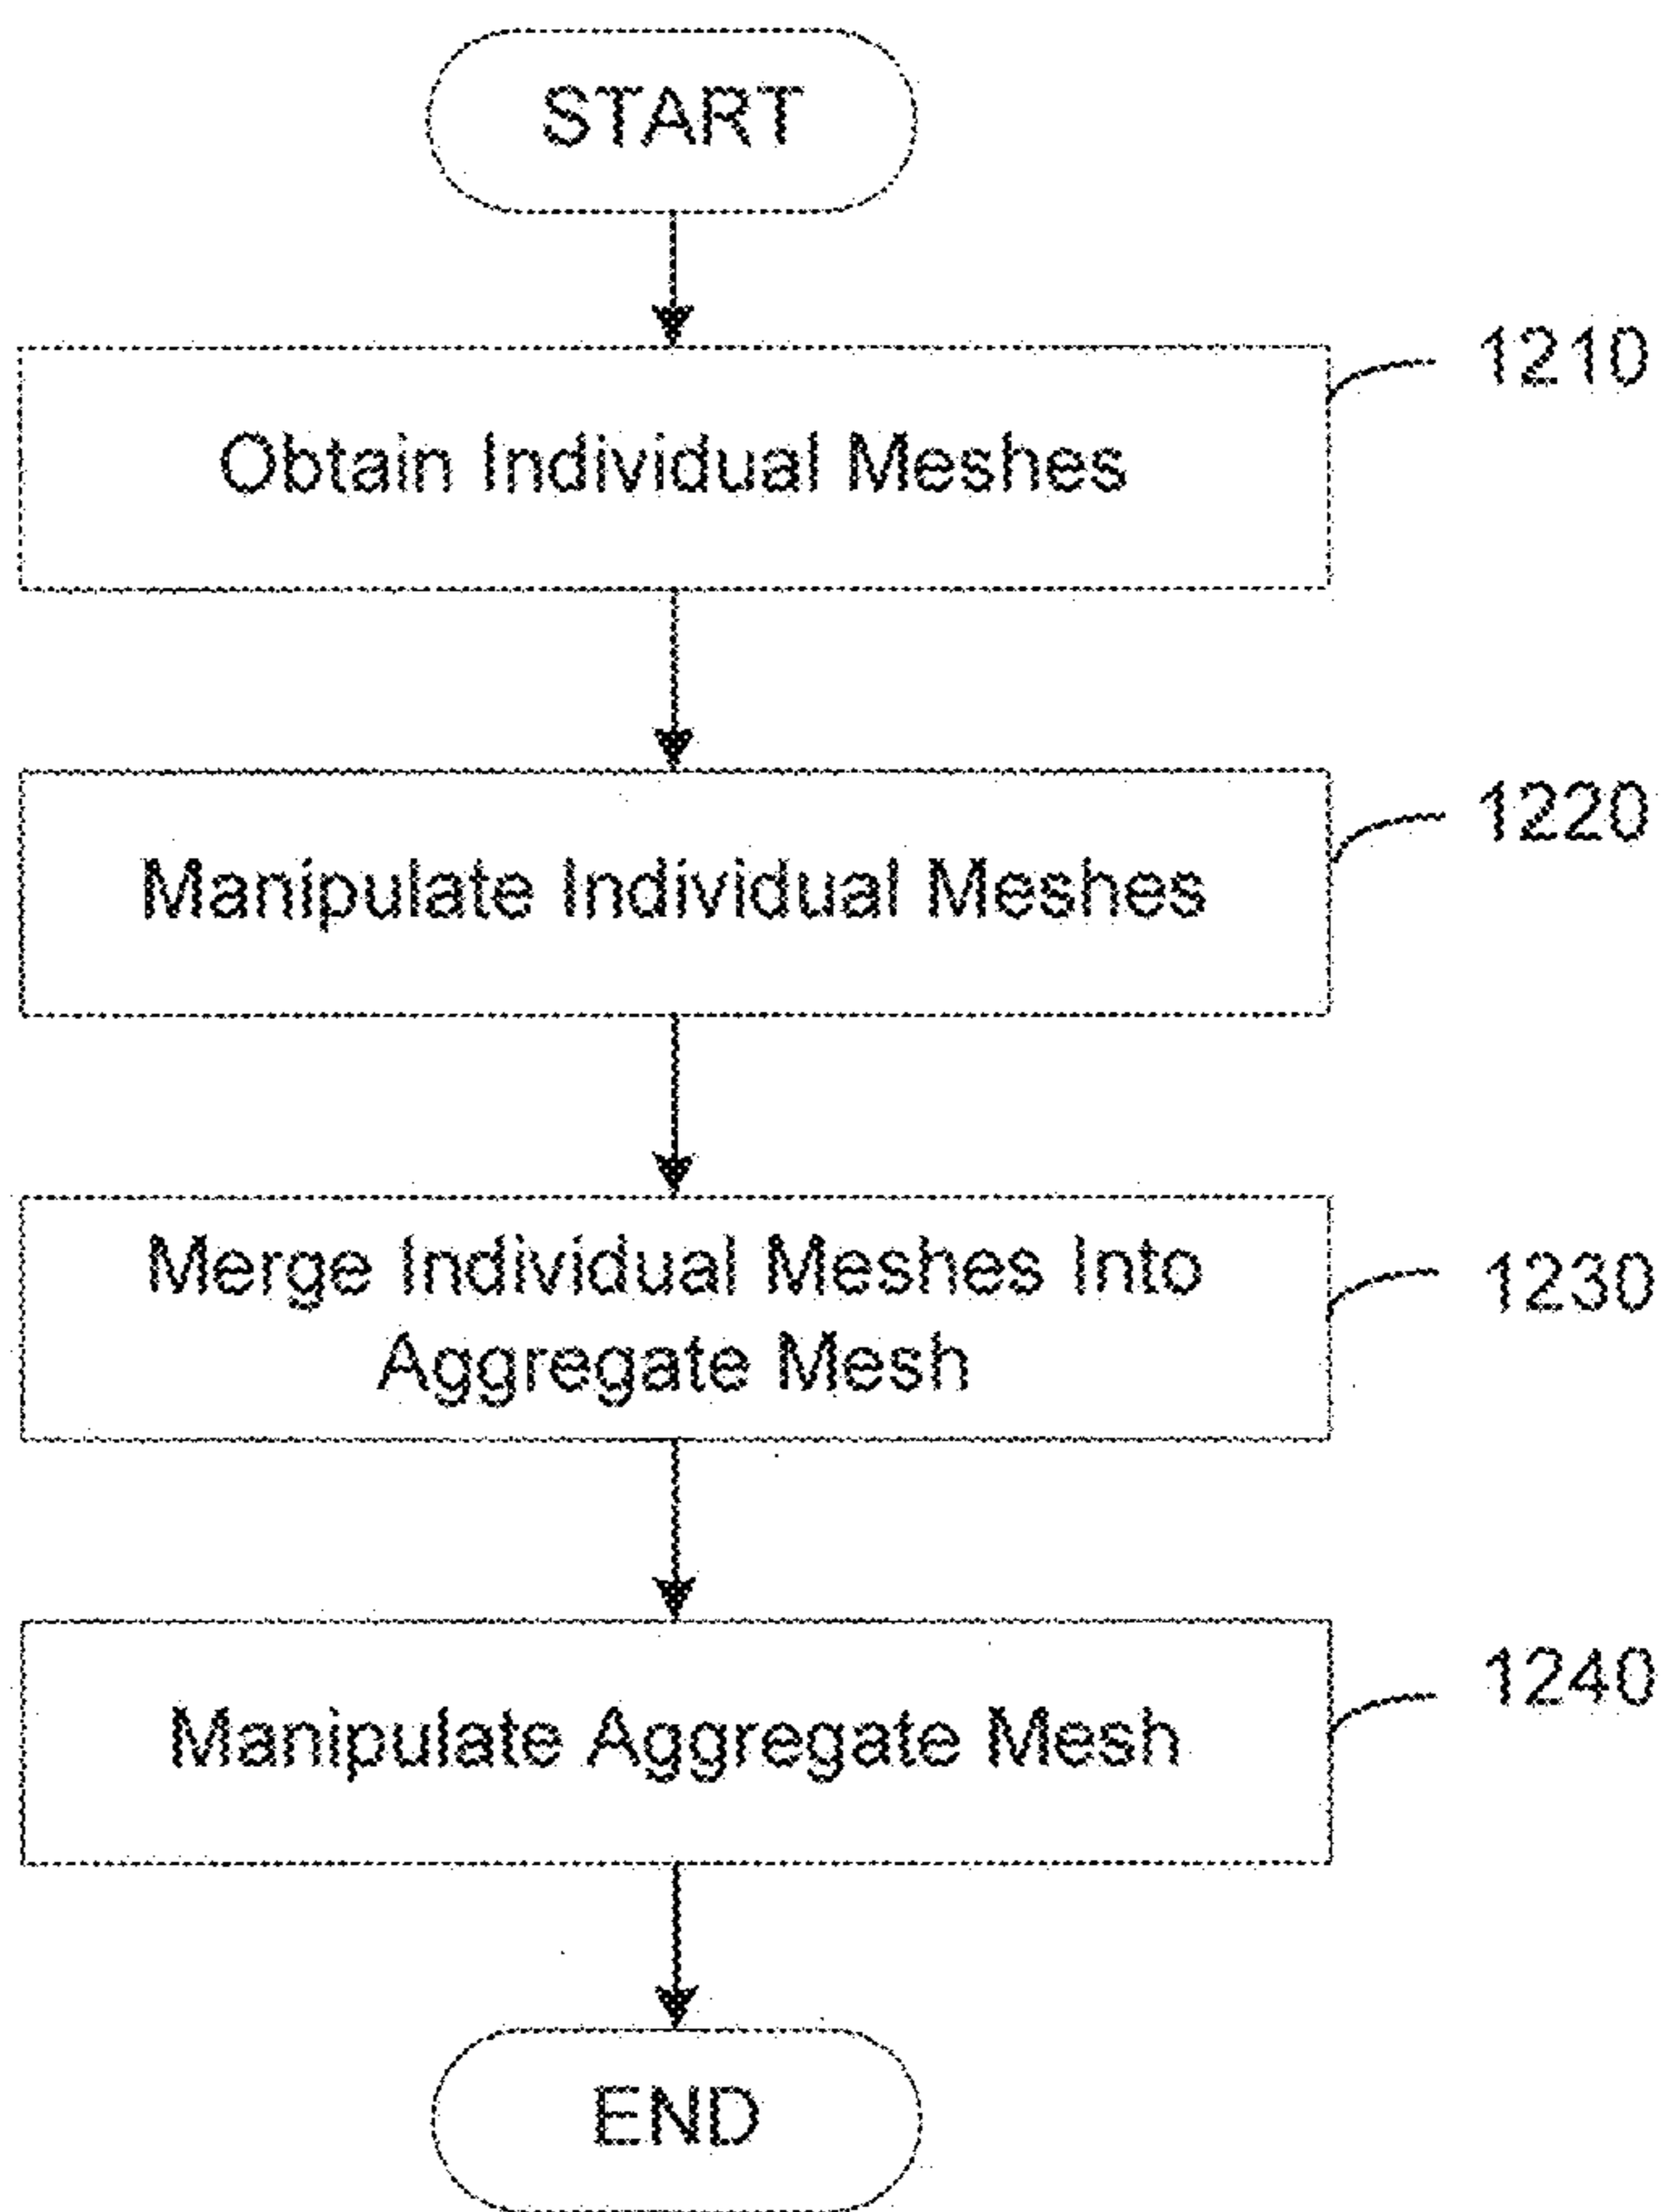 START
1210
Obtain Individual Meshes
1220
Manipulate Individual Meshes
Merge Individual Meshes Into
1230
Aggregate Mesh
1240
Manipulate Aggregate Mesh
END